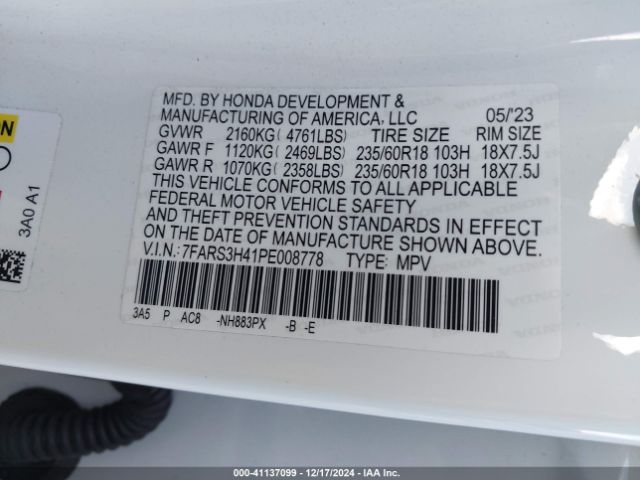 MFD. BY HONDA DEVELOPMENT &
MANUFACTURING OF AMERICA, LLC 05/'23
GVWR 2160KG ( 4761LBS) TIRE SIZE RIM SIZE
GAWR F 1120KG ( 2469LBS) 235/60R18 103H 18X7.5J
GAWR R 1070KG ( 2358LBS) 235/60R18 103H 18X7.5J
THIS VEHICLE CONFORMS TO ALL APPLICABLE
FEDERAL MOTOR VEHICLE SAFETY
AND THEFT PREVENTION STANDARDS IN EFFECT
ON THE DATE OF MANUFACTURE SHOWN ABOVE.
V.I.N.: 7FARS3H41PE008778 TYPE: MPV
3A5 P AC8 -NH883PX -B -E
3A0 A1
000-41137099 - 12/17/2024 - IAA Inc.